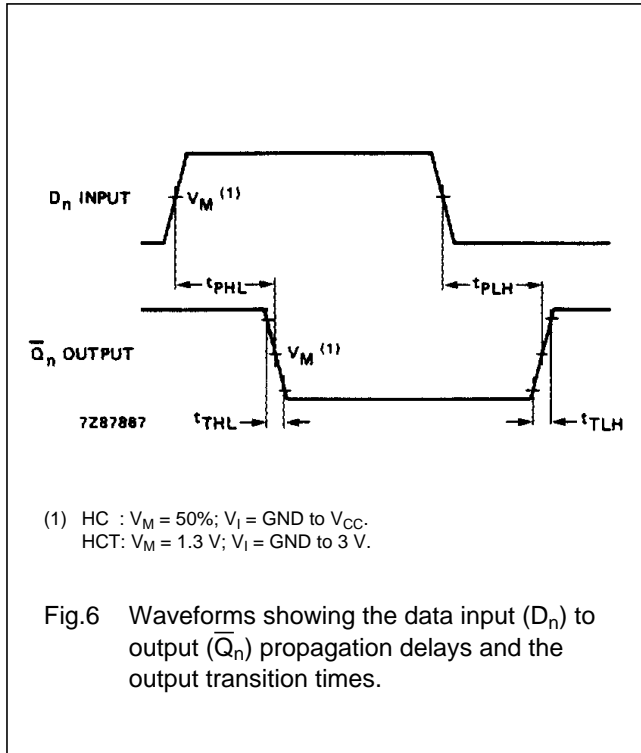 Dn INPUT
VM (1)
tPHL
tPLH
Q̅n OUTPUT
VM (1)
7Z87887
tTHL
tTLH
(1) HC : VM = 50%; VI = GND to VCC.
HCT: VM = 1.3 V; VI = GND to 3 V.
Fig.6 Waveforms showing the data input (Dn) to
output (Q̅n) propagation delays and the
output transition times.